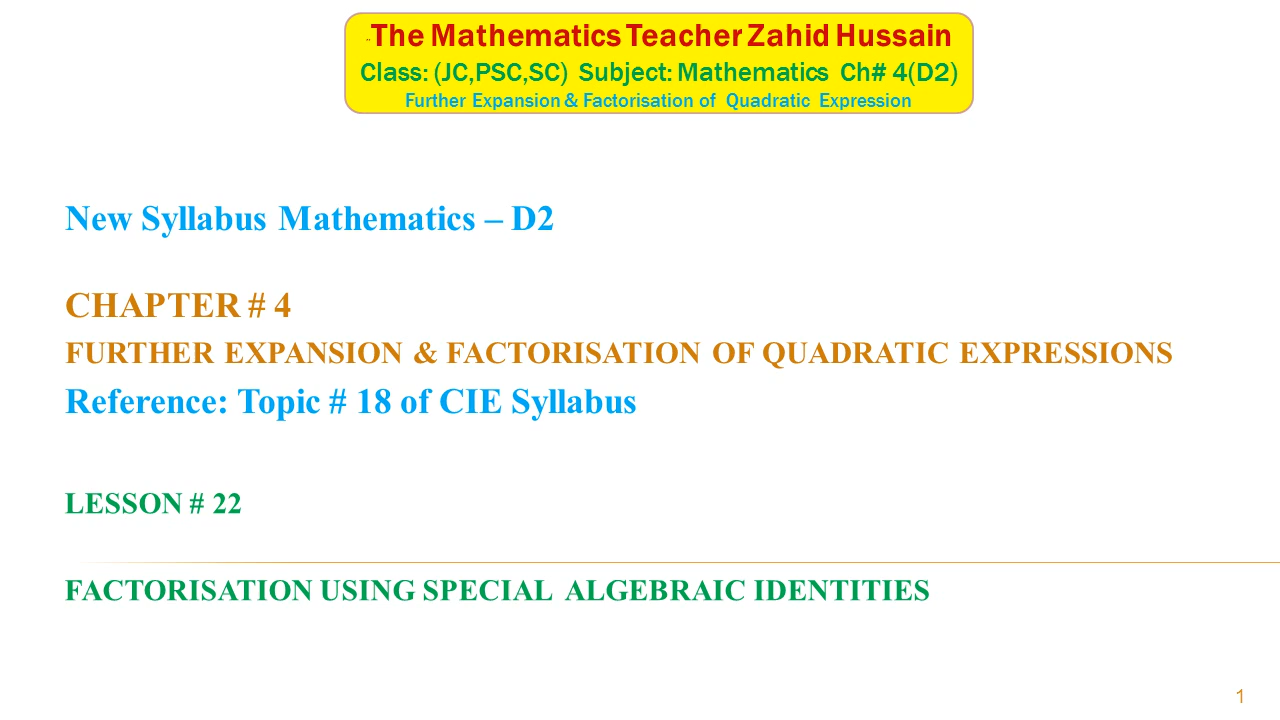 The Mathematics Teacher Zahid Hussain
Class: (JC,PSC,SC) Subject: Mathematics Ch# 4(D2)
Further Expansion & Factorisation of Quadratic Expression
New Syllabus Mathematics – D2
CHAPTER # 4
FURTHER EXPANSION & FACTORISATION OF QUADRATIC EXPRESSIONS
Reference: Topic # 18 of CIE Syllabus
LESSON # 22
FACTORISATION USING SPECIAL ALGEBRAIC IDENTITIES
1